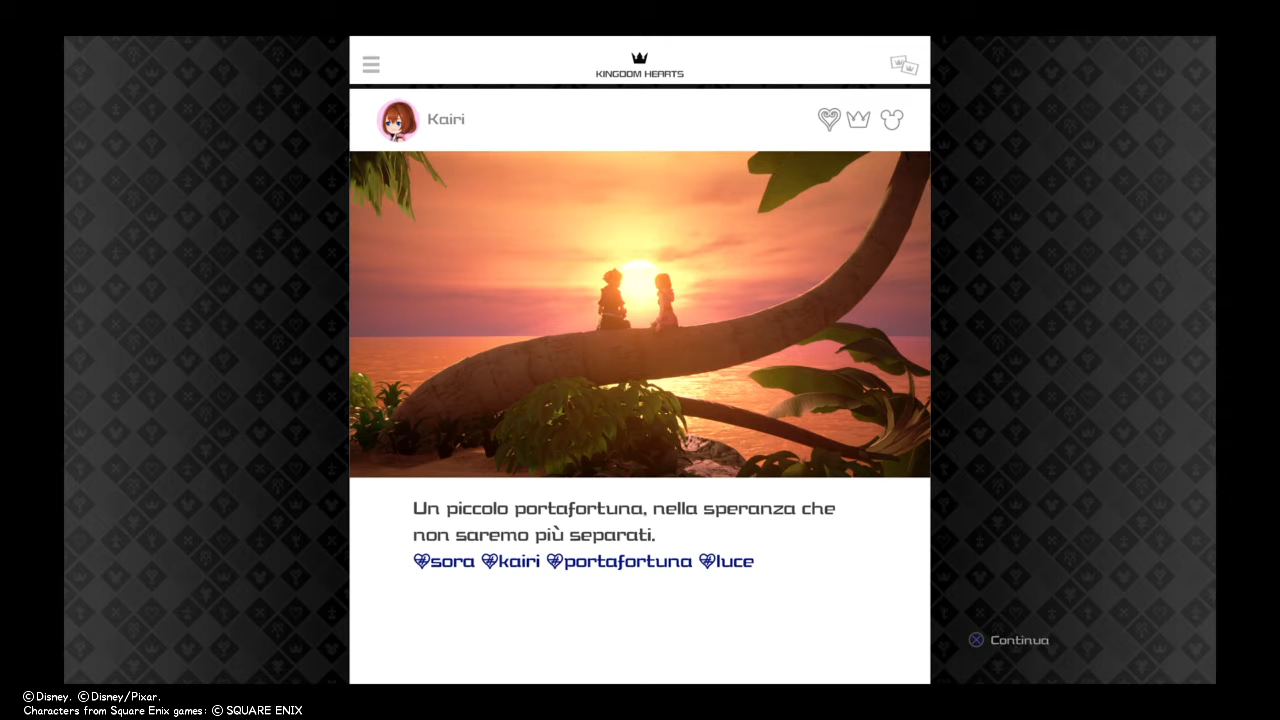 KINGDOM HEARTS
Kairi
Un piccolo portafortuna, nella speranza che
non saremo più separati.
#sora #kairi #portafortuna #luce
Continua
©Disney. ©Disney/Pixar.
Characters from Square Enix games: © SQUARE ENIX